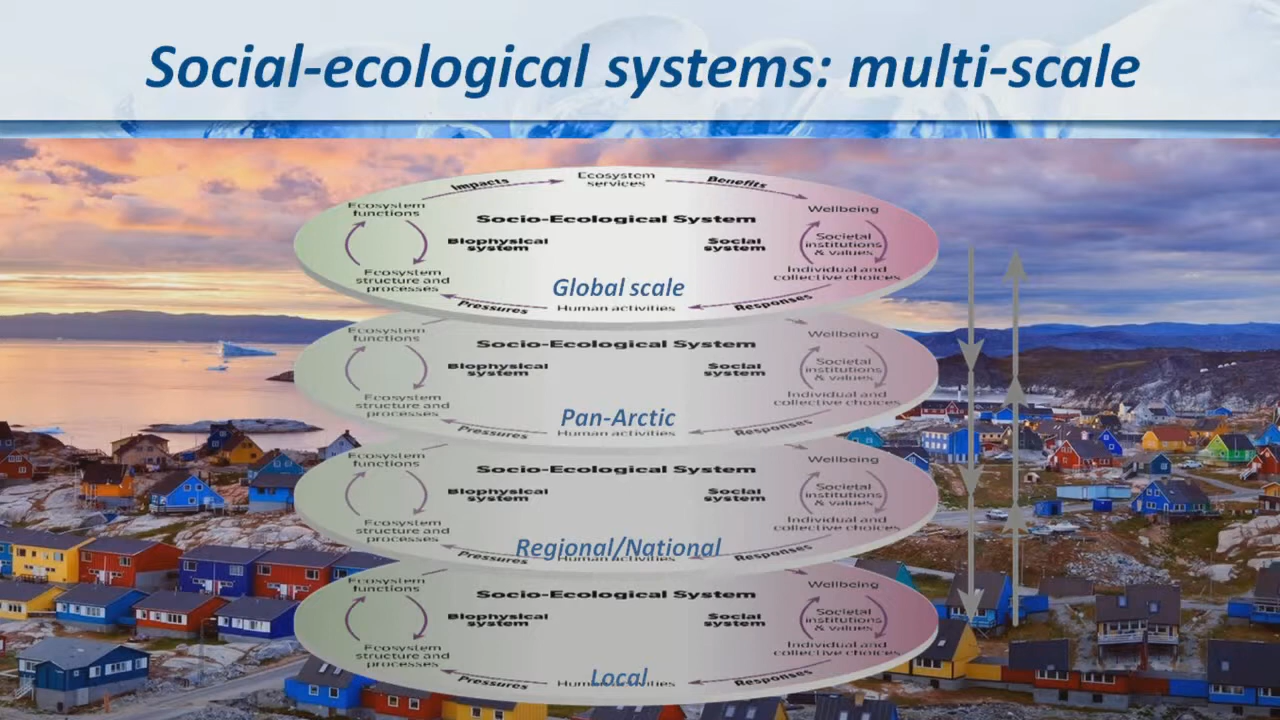 Social-ecological systems: multi-scale
Impacts
Ecosystem
services
Benefits
Ecosystem
functions
Wellbeing
Socio-Ecological System
Biophysical
system
Social
system
Societal
institutions
& values
Ecosystem
structure and
processes
Individual and
collective choices
Global scale
Pressures
Human activities
Responses
Ecosystem
functions
Wellbeing
Socio-Ecological System
Biophysical
system
Social
system
Societal
institutions
& values
Ecosystem
structure and
processes
Individual and
collective choices
Pan-Arctic
Pressures
Human activities
Responses
Ecosystem
functions
Wellbeing
Socio-Ecological System
Biophysical
system
Social
system
Societal
institutions
& values
Ecosystem
structure and
processes
Individual and
collective choices
Regional/National
Pressures
Human activities
Responses
Ecosystem
functions
Wellbeing
Socio-Ecological System
Biophysical
system
Social
system
Societal
institutions
& values
Ecosystem
structure and
processes
Individual and
collective choices
Local
Pressures
Human activities
Responses